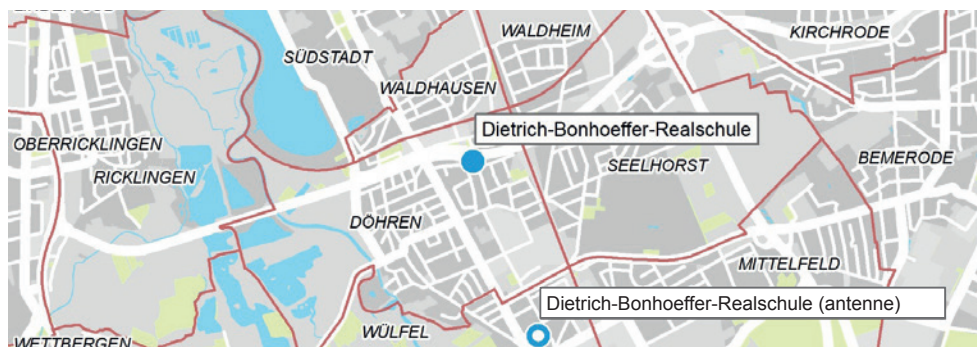 WALDHEIM
KIRCHRODE
SÜDSTADT
WALDHAUSEN
Dietrich-Bonhoeffer-Realschule
OBERRICKLINGEN
RICKLINGEN
SEELHORST
BEMERODE
DÖHREN
MITTELFELD
Dietrich-Bonhoeffer-Realschule (antenne)
WÜLFEL
WETTBERGEN